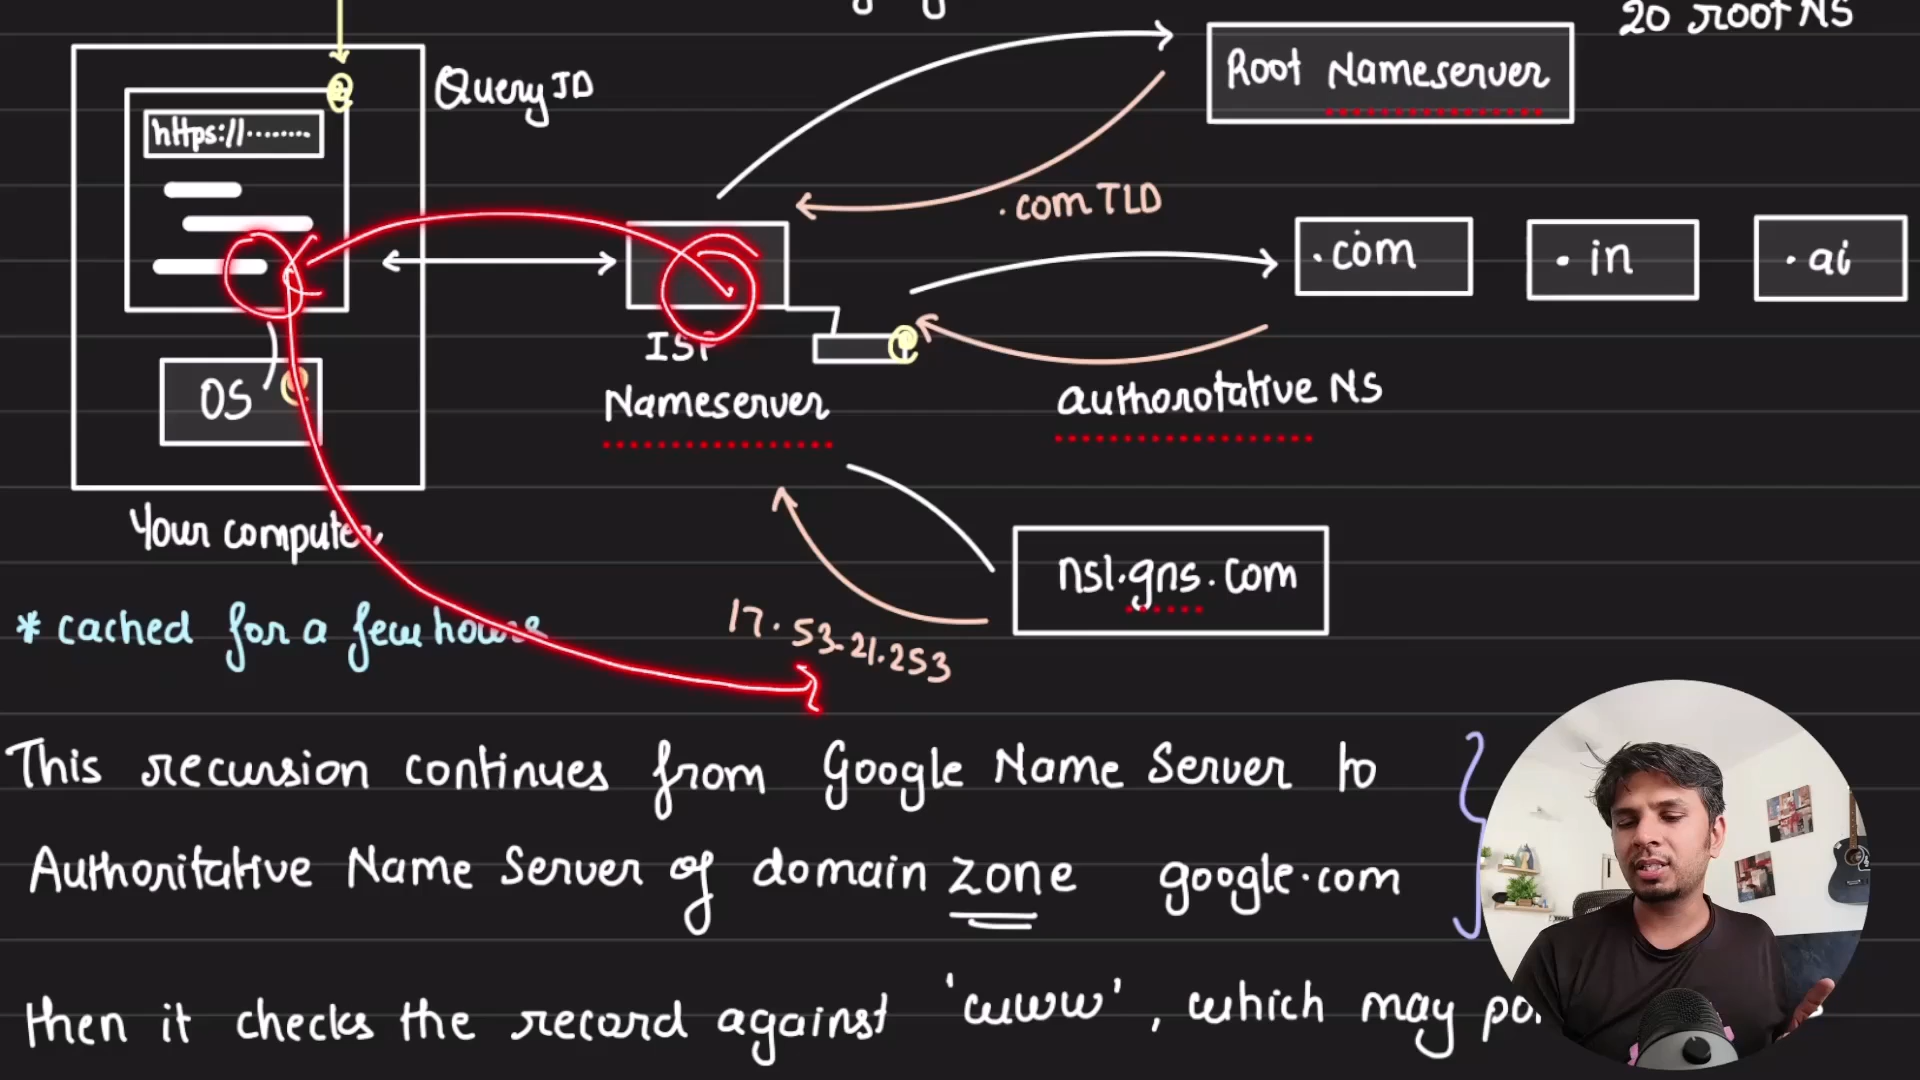 20 root NS
Root Nameserver
Query ID
https://........
.com TLD
.com
. in
. ai
ISP
OS
Nameserver
authorotative NS
Your computer
ns1.gns.com
* cached for a few hours
17.53.21.253
This recursion continues from Google Name Server to
Authoritative Name Server of domain zone google.com
then it checks the record against 'www', which may